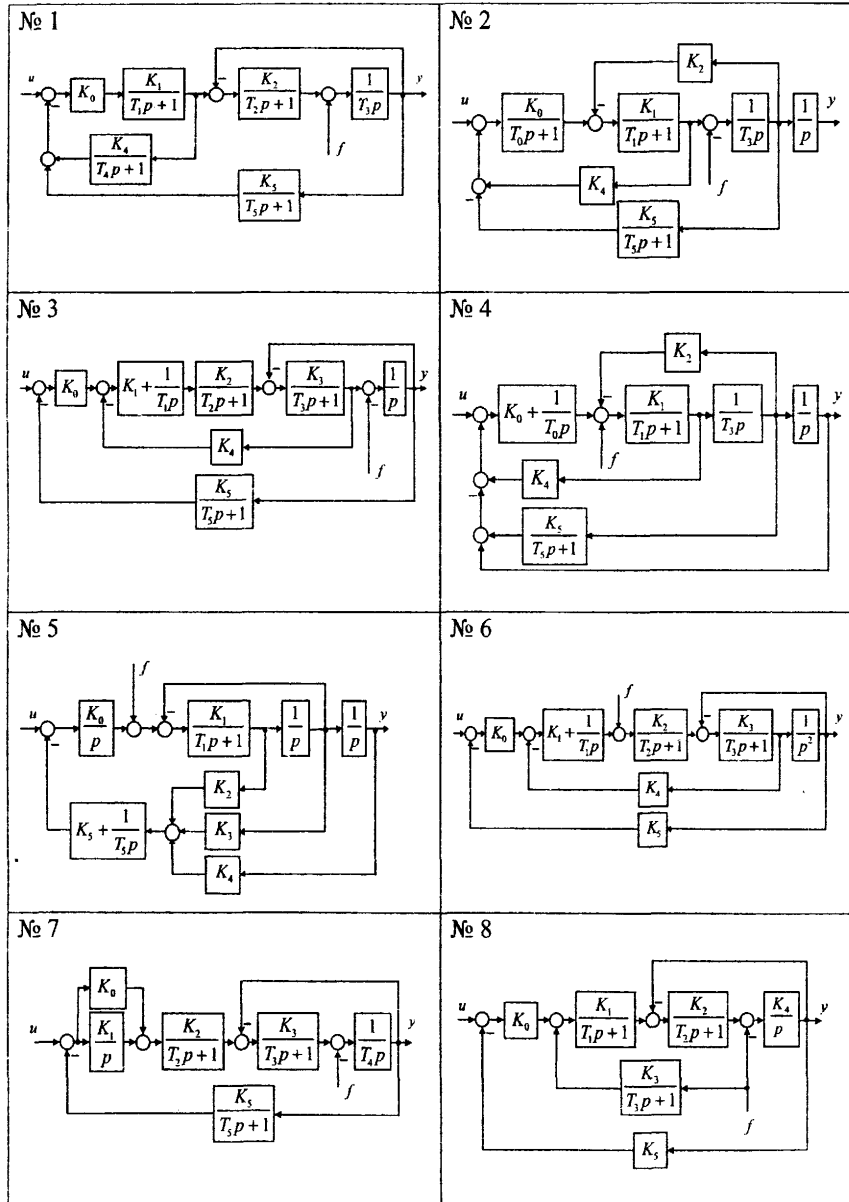 № 1
u
K₀
K₁
T₁p+1
K₂
T₂p+1
1
T₃p
y
f
K₄
T₄p+1
K₅
T₅p+1
№ 2
K₂
u
K₀
T₀p+1
K₁
T₁p+1
1
T₃p
1
p
y
f
K₄
K₅
T₅p+1
№ 3
u
K₀
K₁ + 1
T₁p
K₂
T₂p+1
K₃
T₃p+1
1
p
y
K₄
f
K₅
T₅p+1
№ 4
K₂
u
K₀ + 1
T₀p
K₁
T₁p+1
1
T₃p
1
p
y
f
K₄
K₅
T₅p+1
№ 5
f
u
K₀
p
K₁
T₁p+1
1
p
1
p
y
K₂
K₅ + 1
T₅p
K₃
K₄
№ 6
f
u
K₀
K₁ + 1
T₁p
K₂
T₂p+1
K₃
T₃p+1
1
p²
y
K₄
K₅
№ 7
K₀
u
K₁
p
K₂
T₂p+1
K₃
T₃p+1
1
T₄p
y
f
K₅
T₅p+1
№ 8
u
K₀
K₁
T₁p+1
K₂
T₂p+1
K₄
p
y
K₃
T₃p+1
f
K₅